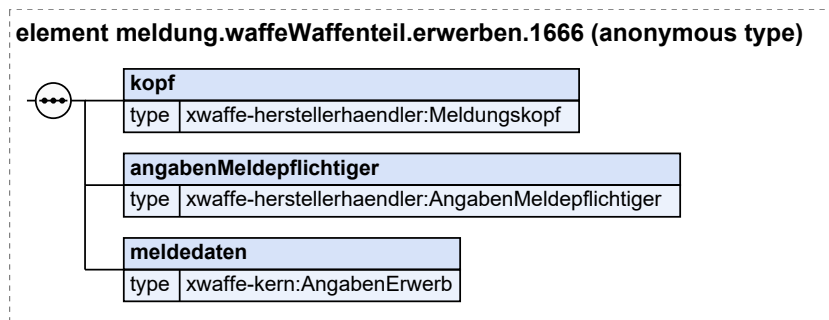 element meldung.waffeWaffenteil.erwerben.1666 (anonymous type)
kopf
type xwaffe-herstellerhaendler:Meldungskopf
angabenMeldepflichtiger
type xwaffe-herstellerhaendler:AngabenMeldepflichtiger
meldedaten
type xwaffe-kern:AngabenErwerb